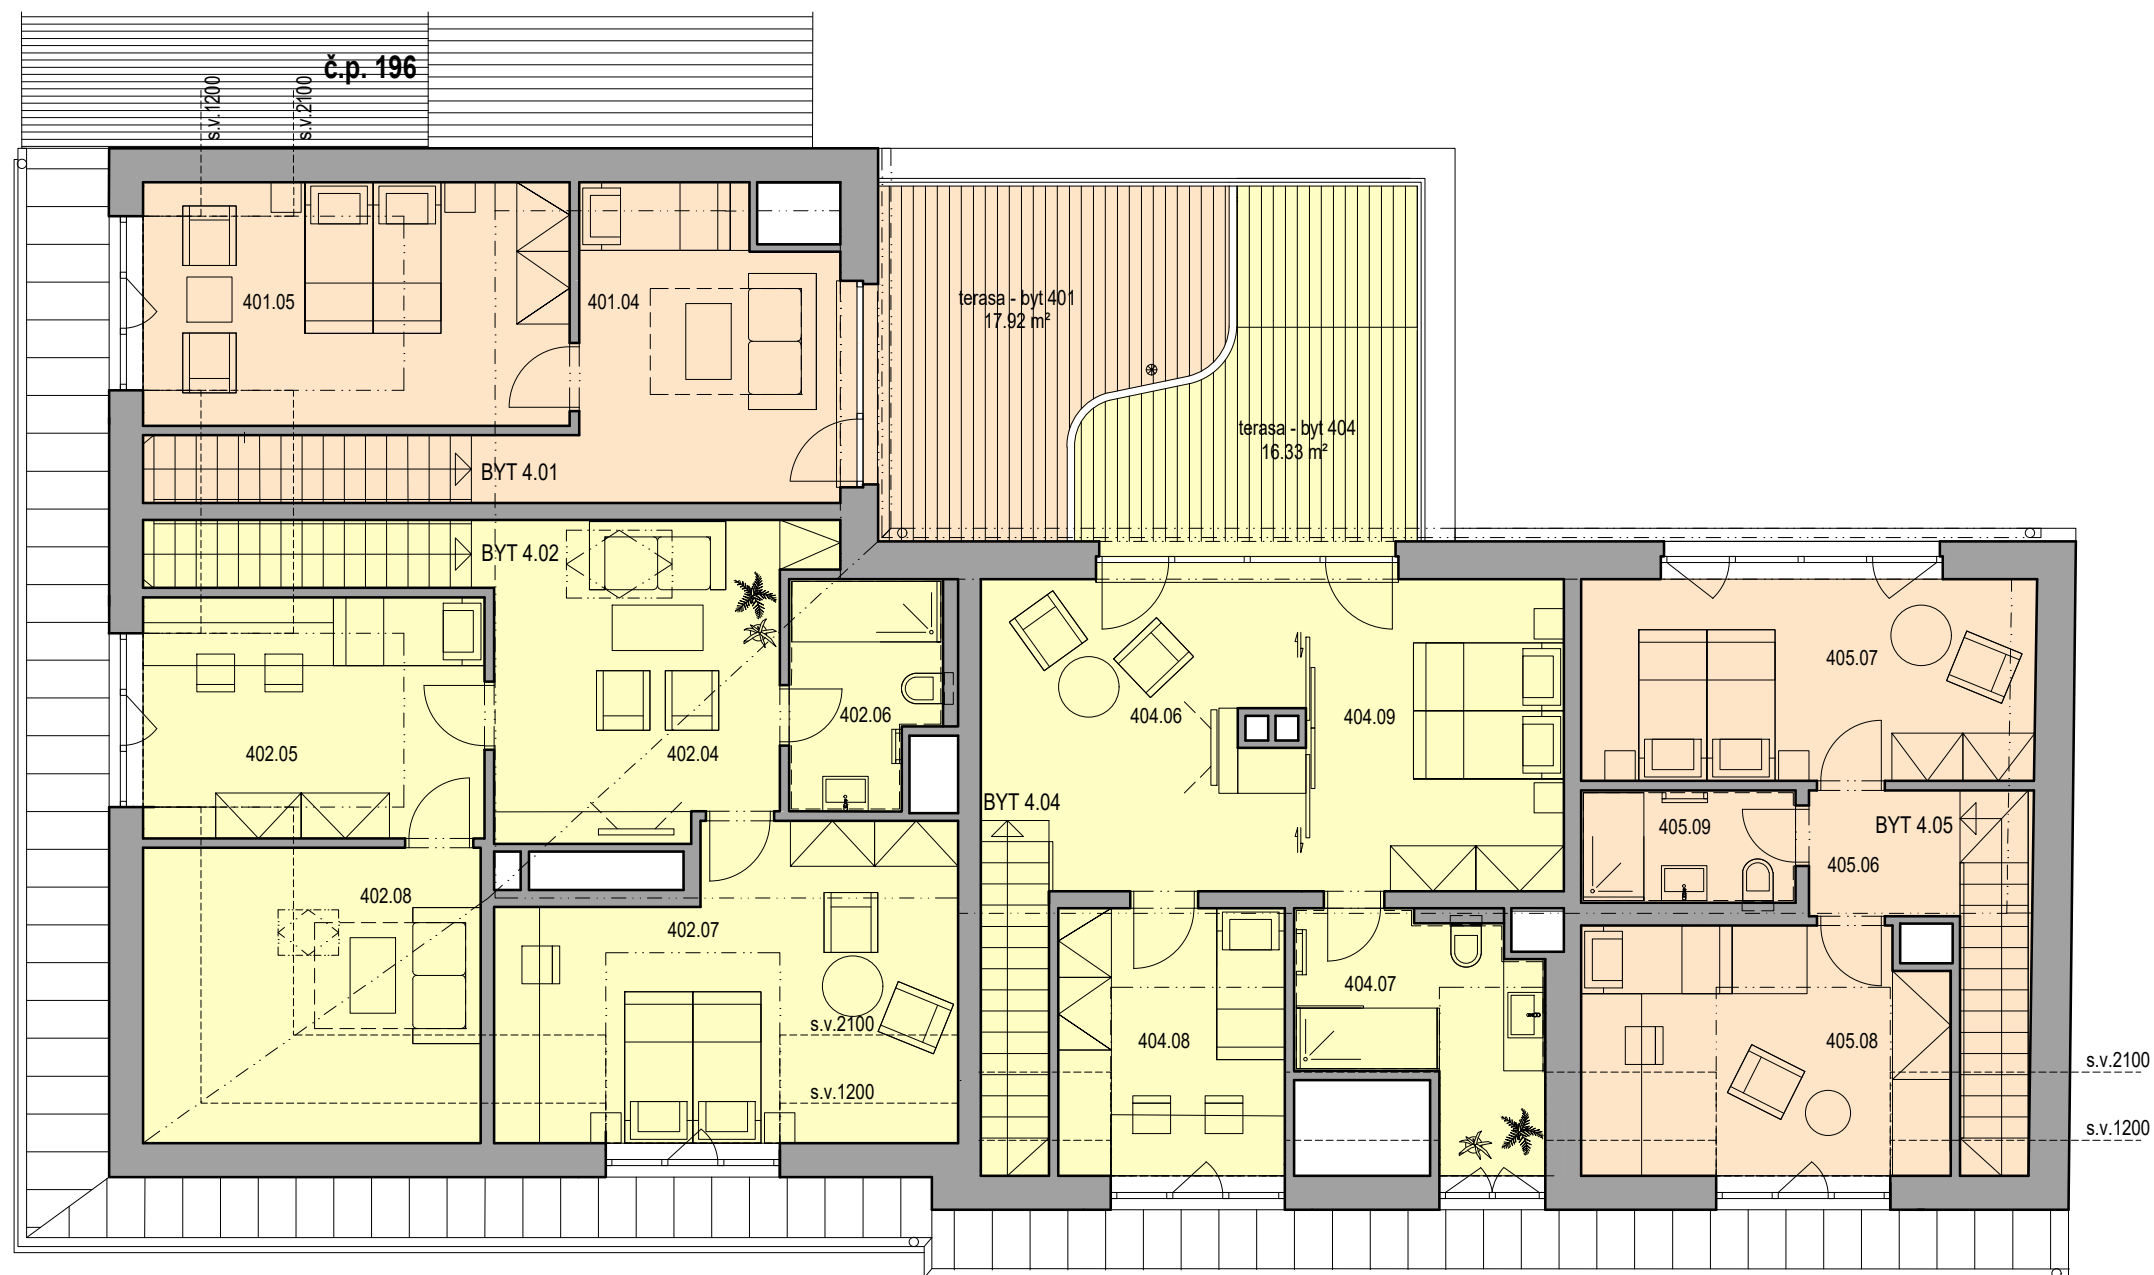 č.p. 196
s.v.1200
s.v.2100
401.05
401.04
terasa - byt 401
17.92 m²
terasa - byt 404
16.33 m²
BYT 4.01
BYT 4.02
402.05
402.04
402.06
404.06
404.09
405.07
BYT 4.04
405.09
BYT 4.05
405.06
402.08
402.07
404.07
404.08
405.08
s.v.2100
s.v.1200
s.v.2100
s.v.1200